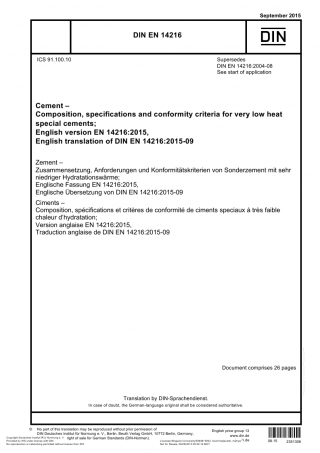 September 2015
DIN EN 14216
DIN
ICS 91.100.10
Supersedes
DIN EN 14216:2004-08
See start of application
Cement –
Composition, specifications and conformity criteria for very low heat
special cements;
English version EN 14216:2015,
English translation of DIN EN 14216:2015-09
Zement –
Zusammensetzung, Anforderungen und Konformitätskriterien von Sonderzement mit sehr
niedriger Hydratationswärme;
Englische Fassung EN 14216:2015,
Englische Übersetzung von DIN EN 14216:2015-09
Ciments –
Composition, spécifications et critères de conformité de ciments speciaux à très faible
chaleur d'hydratation;
Version anglaise EN 14216:2015,
Traduction anglaise de DIN EN 14216:2015-09
Document comprises 26 pages
Translation by DIN-Sprachendienst.
In case of doubt, the German-language original shall be considered authoritative.
No part of this translation may be reproduced without prior permission of
DIN Deutsches Institut für Normung e. V., Berlin. Beuth Verlag GmbH, 10772 Berlin, Germany,
right of sale for German Standards (DIN-Normen).
English price group 13
www.din.de